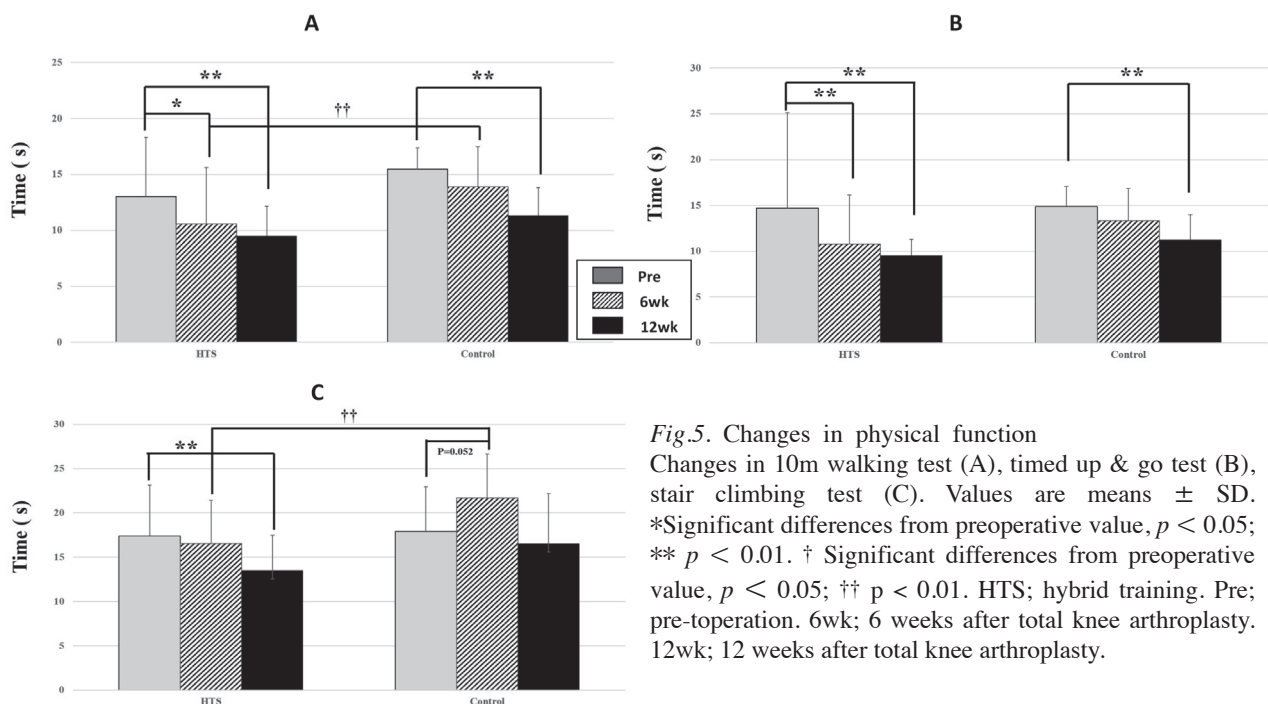 A
Time ( s)
25
20
15
10
5
0
**
*
††
**
HTS
Control
Pre
6wk
12wk
B
Time ( s)
30
25
20
15
10
5
0
**
**
**
HTS
Control
C
Time ( s)
30
25
20
15
10
5
0
**
††
P=0.052
HTS
Control
Fig.5. Changes in physical function
Changes in 10m walking test (A), timed up & go test (B),
stair climbing test (C). Values are means ± SD.
*Significant differences from preoperative value, p < 0.05;
** p < 0.01. † Significant differences from preoperative
value, p < 0.05; †† p < 0.01. HTS; hybrid training. Pre;
pre-toperation. 6wk; 6 weeks after total knee arthroplasty.
12wk; 12 weeks after total knee arthroplasty.